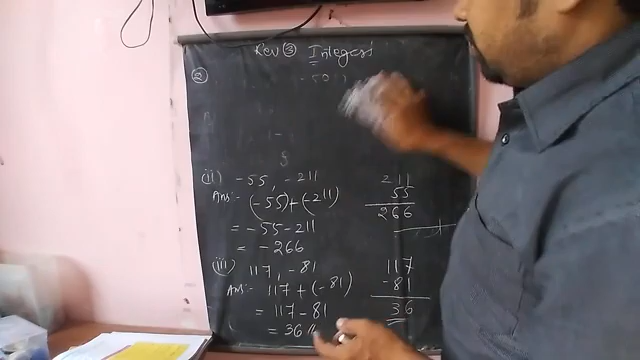 Rev ③ Integers
②
(ii) -55, -211
Ans:- (-55)+(-211)
= -55-211
= -266
211
55
266
(iii) 117, -81
Ans:- 117 + (-81)
= 117 - 81
= 36 //
117
-81
36